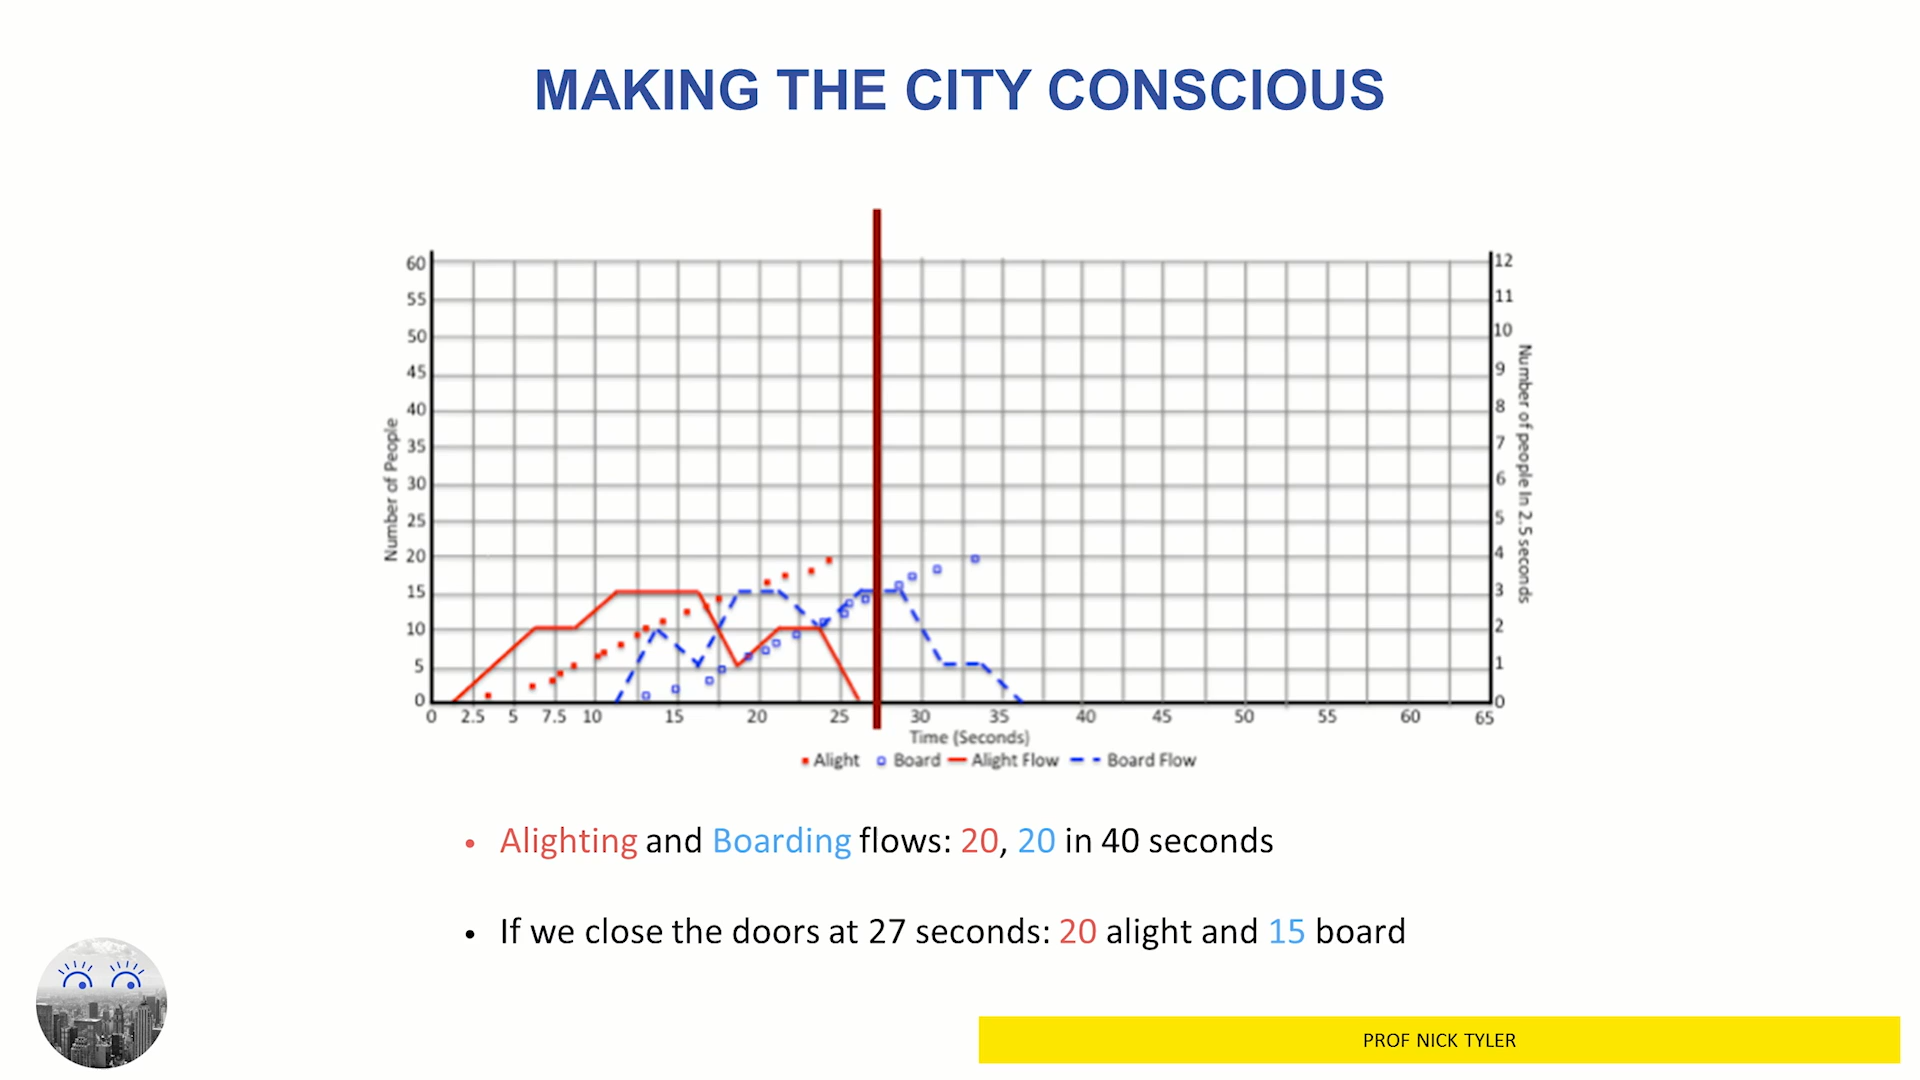 MAKING THE CITY CONSCIOUS
60
55
50
45
40
35
30
25
20
15
10
5
0
Number of People
12
11
10
9
8
7
6
5
4
3
2
1
0
Number of people In 2.5 seconds
0 2.5 5 7.5 10 15 20 25 30 35 40 45 50 55 60 65
Time (Seconds)
Alight Board Alight Flow Board Flow
• Alighting and Boarding flows: 20, 20 in 40 seconds
• If we close the doors at 27 seconds: 20 alight and 15 board
PROF NICK TYLER